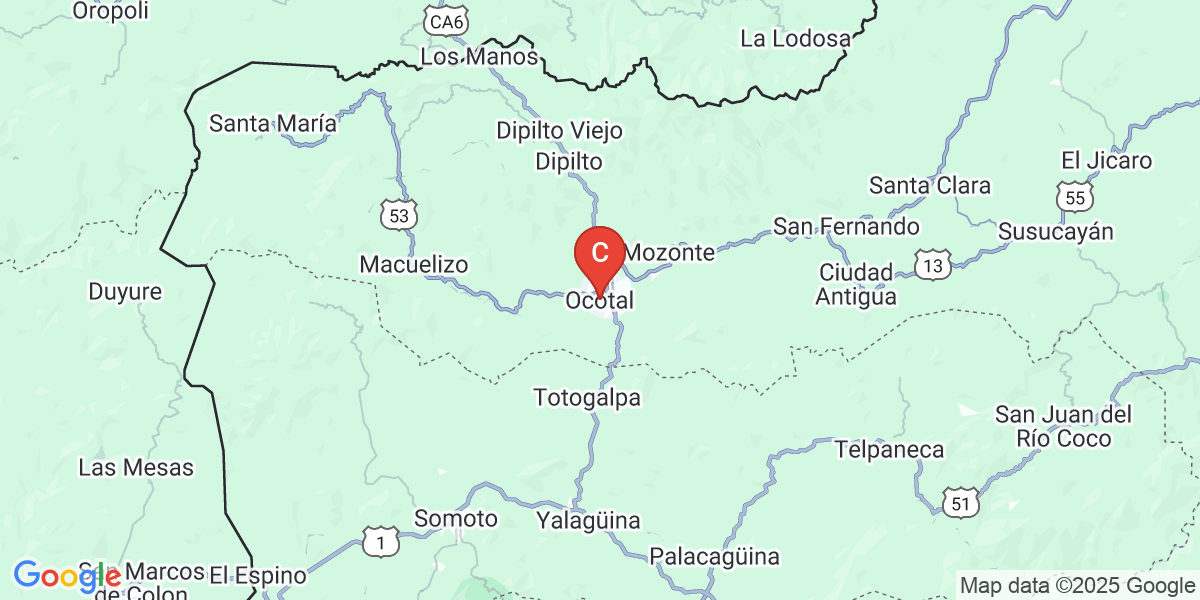 Oropoli
CA6
Los Manos
La Lodosa
Santa María
Dipilto Viejo
Dipilto
El Jicaro
Santa Clara
55
53
San Fernando
Susucayán
C
Mozonte
Macuelizo
13
Ciudad
Antigua
Duyure
Ocotal
Totogalpa
San Juan del
Río Coco
Telpaneca
Las Mesas
51
Somoto
Yalagüina
1
Palacagüina
San Marcos
de Colon
El Espino
Google
Map data ©2025 Google